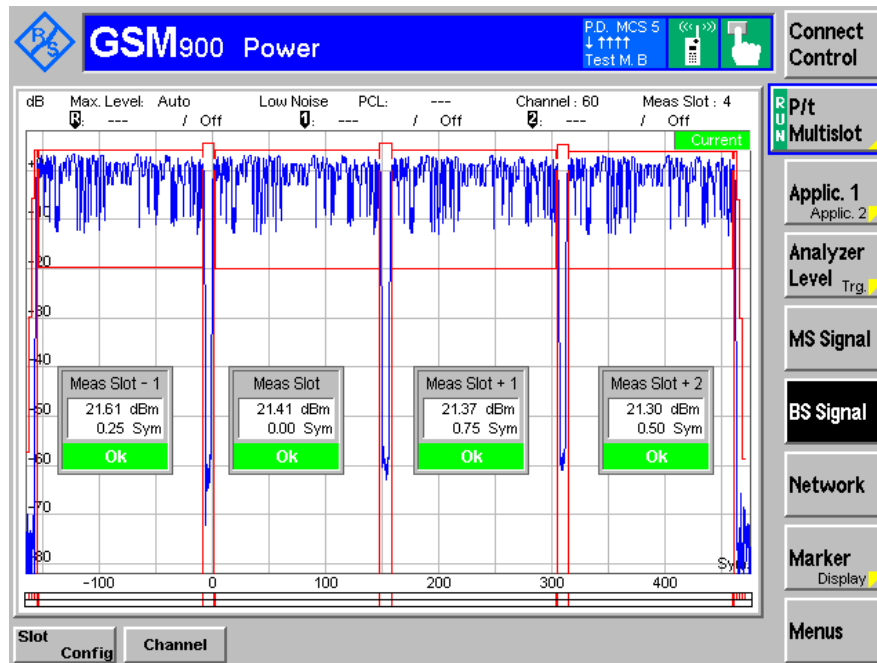 R&S
GSM900 Power
P.D. MCS 5
↓ ↑↑↑↑
Test M. B
Connect
Control
dB Max. Level: Auto Low Noise PCL: --- Channel : 60 Meas Slot : 4
R: --- / Off 1: --- / Off 2: --- / Off
Current
RUN
P/t
Multislot
Applic. 1
Applic. 2
Analyzer
Level Trg.
MS Signal
BS Signal
Network
Marker
Display
Menus
-10
-20
-30
-40
-50
-60
-70
-80
Meas Slot - 1
21.61 dBm
0.25 Sym
Ok
Meas Slot
21.41 dBm
0.00 Sym
Ok
Meas Slot + 1
21.37 dBm
0.75 Sym
Ok
Meas Slot + 2
21.30 dBm
0.50 Sym
Ok
-100 0 100 200 300 400
Slot
Config
Channel